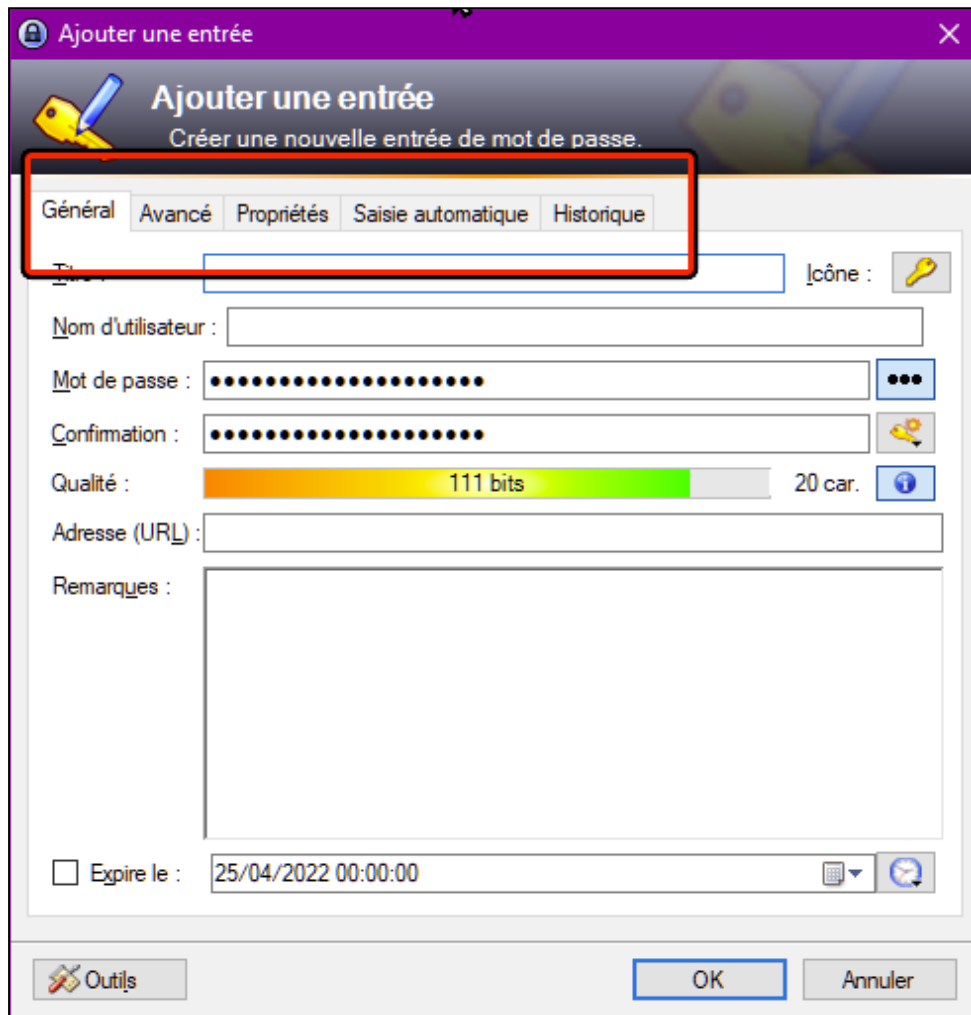 Ajouter une entrée
Ajouter une entrée
Créer une nouvelle entrée de mot de passe.
Général Avancé Propriétés Saisie automatique Historique
Titre : Icône :
Nom d'utilisateur :
Mot de passe : ●●●●●●●●●●●●●●●●●●●● ●●●
Confirmation : ●●●●●●●●●●●●●●●●●●●●
Qualité : 111 bits 20 car.
Adresse (URL) :
Remarques :
Expire le : 25/04/2022 00:00:00
Outils OK Annuler